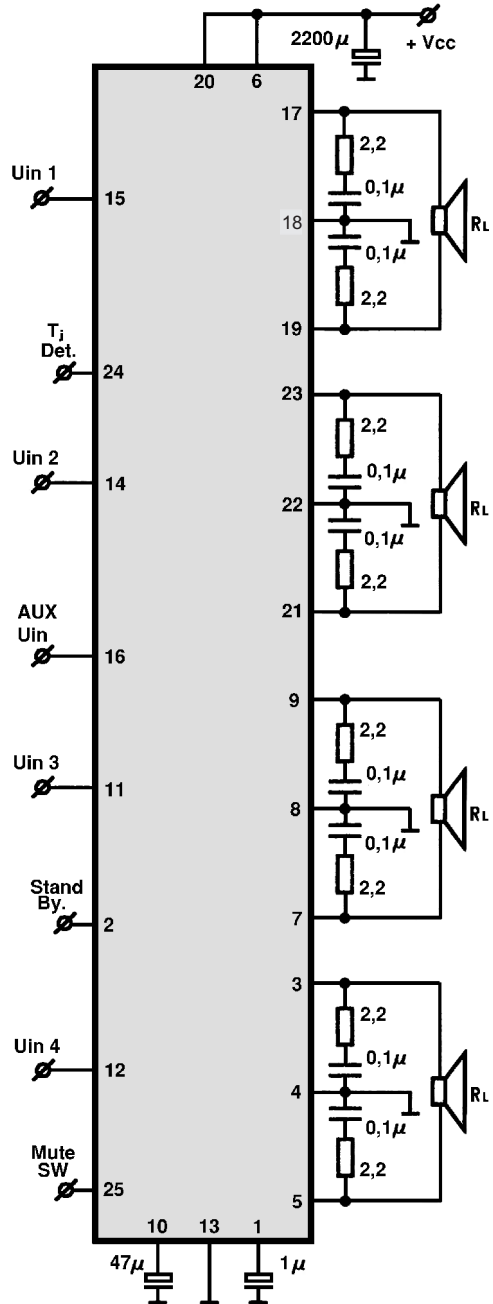 2200μ
+ Vcc
20 6
17
2,2
Uin 1
0,1μ
15
18
RL
0,1μ
2,2
19
Tj
Det.
24
23
2,2
Uin 2
0,1μ
14
22
RL
0,1μ
2,2
21
AUX
Uin
16
9
2,2
Uin 3
0,1μ
11
8
RL
0,1μ
2,2
Stand
By.
2
7
3
2,2
Uin 4
0,1μ
12
4
RL
0,1μ
2,2
Mute
SW
25
5
10 13 1
47μ 1μ